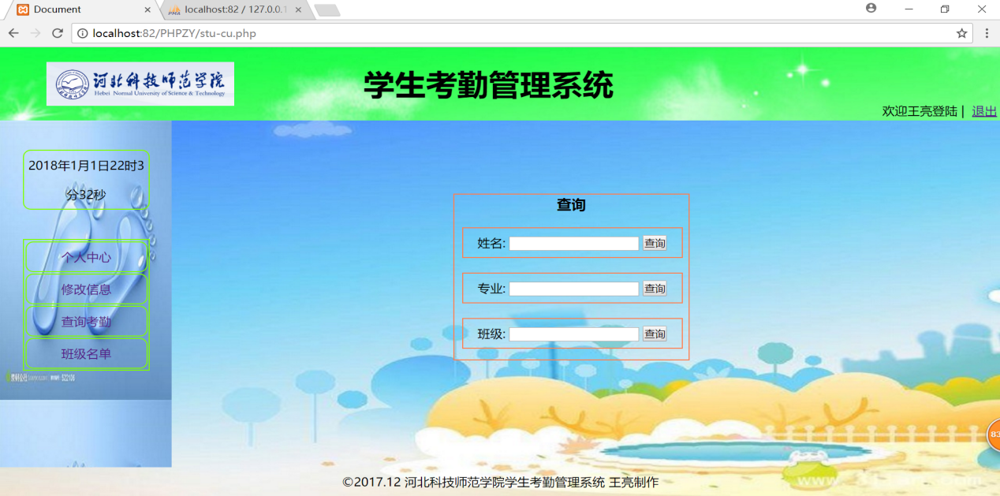 Document
localhost:82 / 127.0.0.1
localhost:82/PHPZY/stu-cu.php
河北科技师范学院
Hebei Normal University of Science & Technology
学生考勤管理系统
欢迎王亮登陆 | 退出
2018年1月1日22时3
分32秒
个人中心
修改信息
查询考勤
班级名单
查询
姓名: 查询
专业: 查询
班级: 查询
83
©2017.12 河北科技师范学院学生考勤管理系统 王亮制作